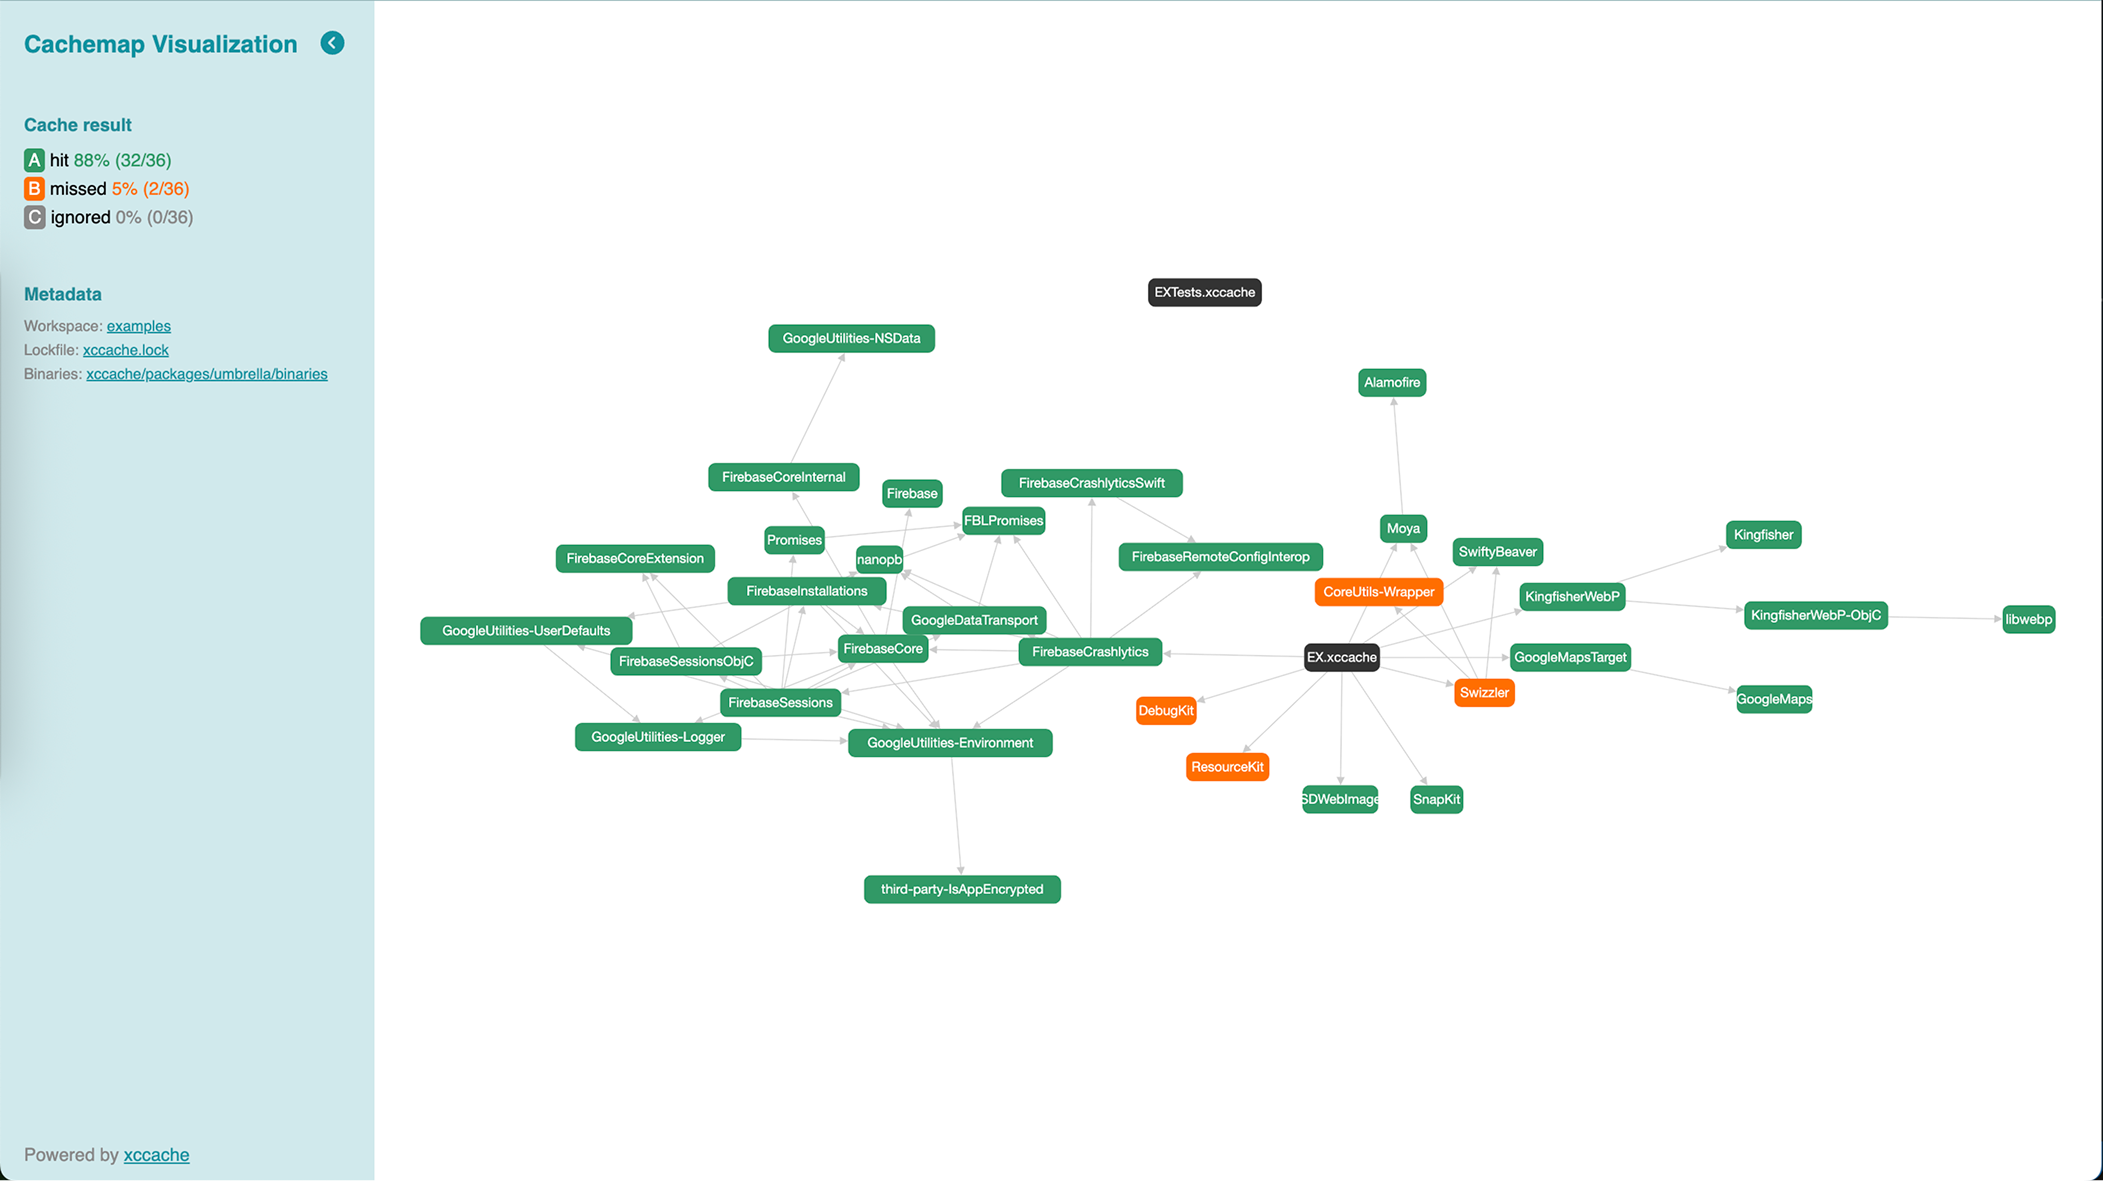 Cachemap Visualization
Cache result
A hit 88% (32/36)
B missed 5% (2/36)
C ignored 0% (0/36)
Metadata
Workspace: examples
Lockfile: xccache.lock
Binaries: xccache/packages/umbrella/binaries
Powered by xccache
EXTests.xccache
GoogleUtilities-NSData
Alamofire
FirebaseCoreInternal
FirebaseCrashlyticsSwift
Firebase
FBLPromises
Moya
Kingfisher
Promises
SwiftyBeaver
FirebaseCoreExtension
nanopb
FirebaseRemoteConfigInterop
FirebaseInstallations
CoreUtils-Wrapper
KingfisherWebP
KingfisherWebP-ObjC
libwebp
GoogleDataTransport
GoogleUtilities-UserDefaults
FirebaseCore
FirebaseCrashlytics
EX.xccache
GoogleMapsTarget
FirebaseSessionsObjC
Swizzler
GoogleMaps
FirebaseSessions
DebugKit
GoogleUtilities-Logger
GoogleUtilities-Environment
ResourceKit
SDWebImage
SnapKit
third-party-IsAppEncrypted